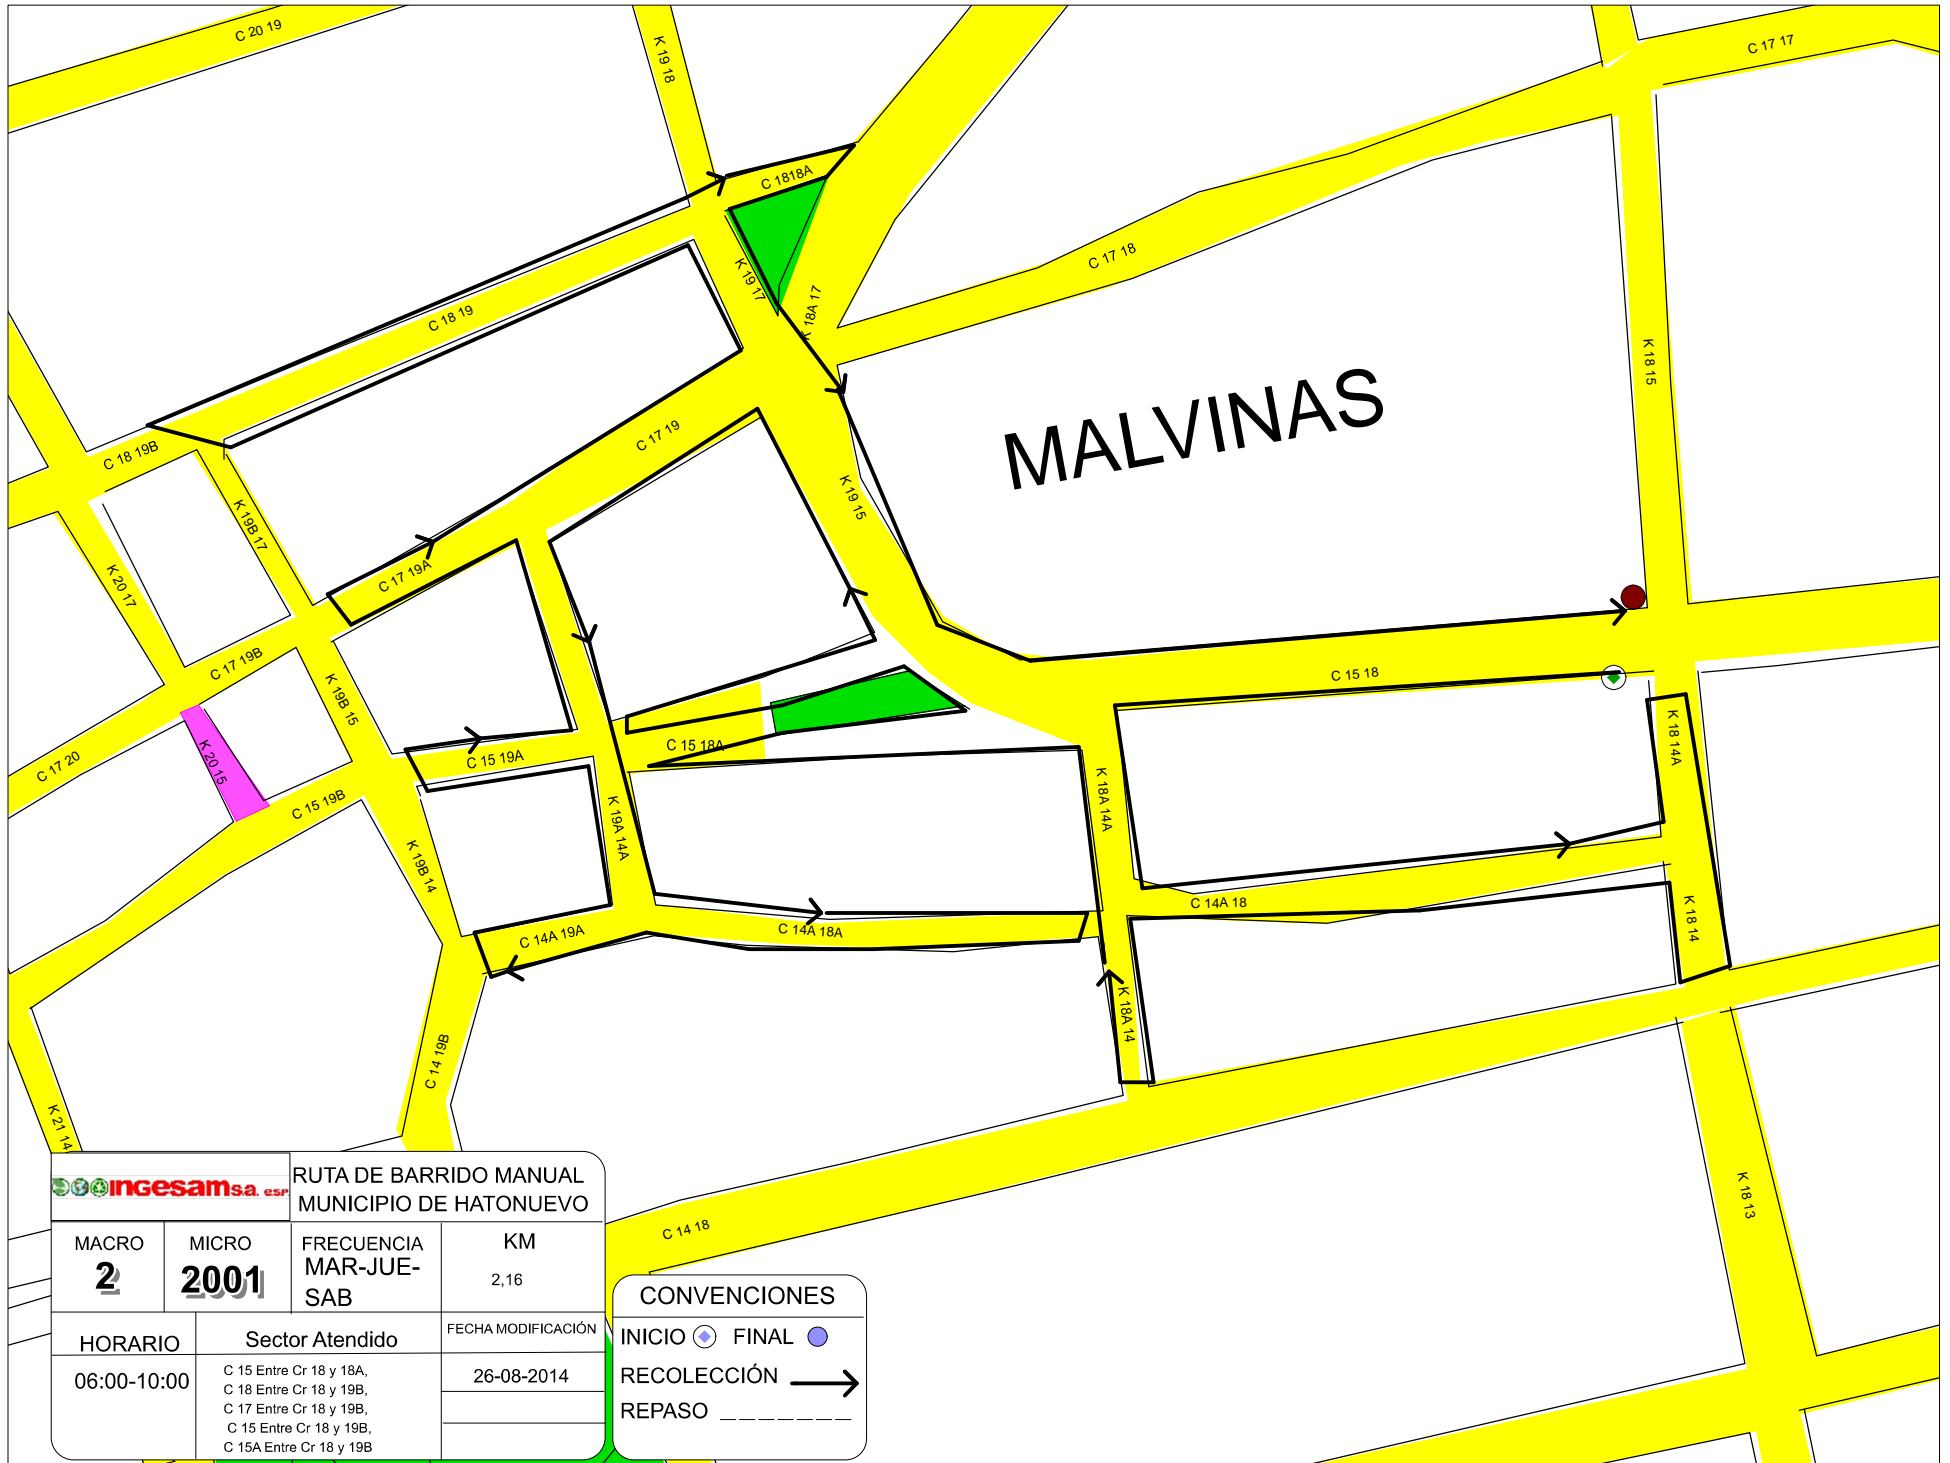 C 20 19
K 19 18
C 17 17
C 1818A
K 19 17
K 18A 17
C 17 18
C 18 19
K 18 15
MALVINAS
C 18 19B
C 17 19
K 19B 17
K 19 15
K 20 17
C 17 19A
C 17 19B
K 19B 15
C 15 18
K 20 15
C 17 20
C 15 19A
C 15 18A
K 18 14A
C 15 19B
K 19A 14A
K 18A 14A
K 19B 14
C 14A 18
K 18 14
C 14A 19A
C 14A 18A
K 18A 14
C 14 19B
K 21 14
K 18 13
C 14 18
INGESAM S.A. ESP
RUTA DE BARRIDO MANUAL
MUNICIPIO DE HATONUEVO
MACRO
2
MICRO
2001
FRECUENCIA
MAR-JUE-
SAB
KM
2,16
HORARIO
06:00-10:00
Sector Atendido
C 15 Entre Cr 18 y 18A,
C 18 Entre Cr 18 y 19B,
C 17 Entre Cr 18 y 19B,
C 15 Entre Cr 18 y 19B,
C 15A Entre Cr 18 y 19B
FECHA MODIFICACIÓN
26-08-2014
CONVENCIONES
INICIO FINAL
RECOLECCIÓN
REPASO _ _ _ _ _ _ _